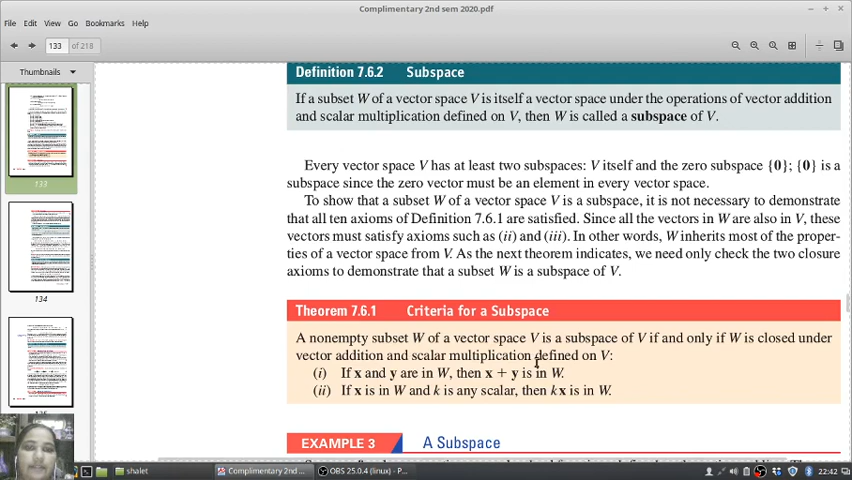 Complimentary 2nd sem 2020.pdf
File Edit View Go Bookmarks Help
133 of 218
Thumbnails
Definition 7.6.2 Subspace
If a subset W of a vector space V is itself a vector space under the operations of vector addition
and scalar multiplication defined on V, then W is called a subspace of V.
Every vector space V has at least two subspaces: V itself and the zero subspace {0}; {0} is a
subspace since the zero vector must be an element in every vector space.
To show that a subset W of a vector space V is a subspace, it is not necessary to demonstrate
that all ten axioms of Definition 7.6.1 are satisfied. Since all the vectors in W are also in V, these
vectors must satisfy axioms such as (ii) and (iii). In other words, W inherits most of the proper-
ties of a vector space from V. As the next theorem indicates, we need only check the two closure
axioms to demonstrate that a subset W is a subspace of V.
Theorem 7.6.1 Criteria for a Subspace
A nonempty subset W of a vector space V is a subspace of V if and only if W is closed under
vector addition and scalar multiplication defined on V:
(i) If x and y are in W, then x + y is in W.
(ii) If x is in W and k is any scalar, then kx is in W.
EXAMPLE 3 A Subspace
133
134
shalet
Complimentary 2nd ...
OBS 25.0.4 (linux) - P...
22:42